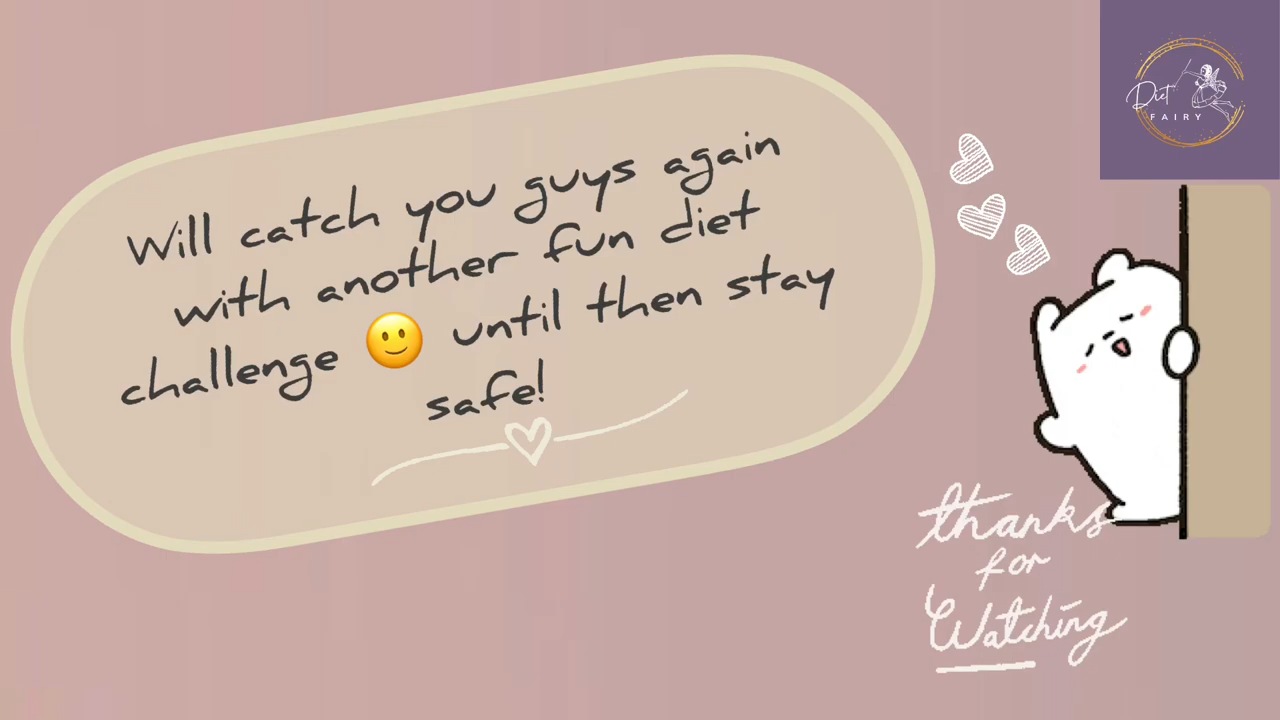 Will catch you guys again
with another fun diet
challenge 🙂 until then stay
safe!
Diet
FAIRY
thanks
for
Watching